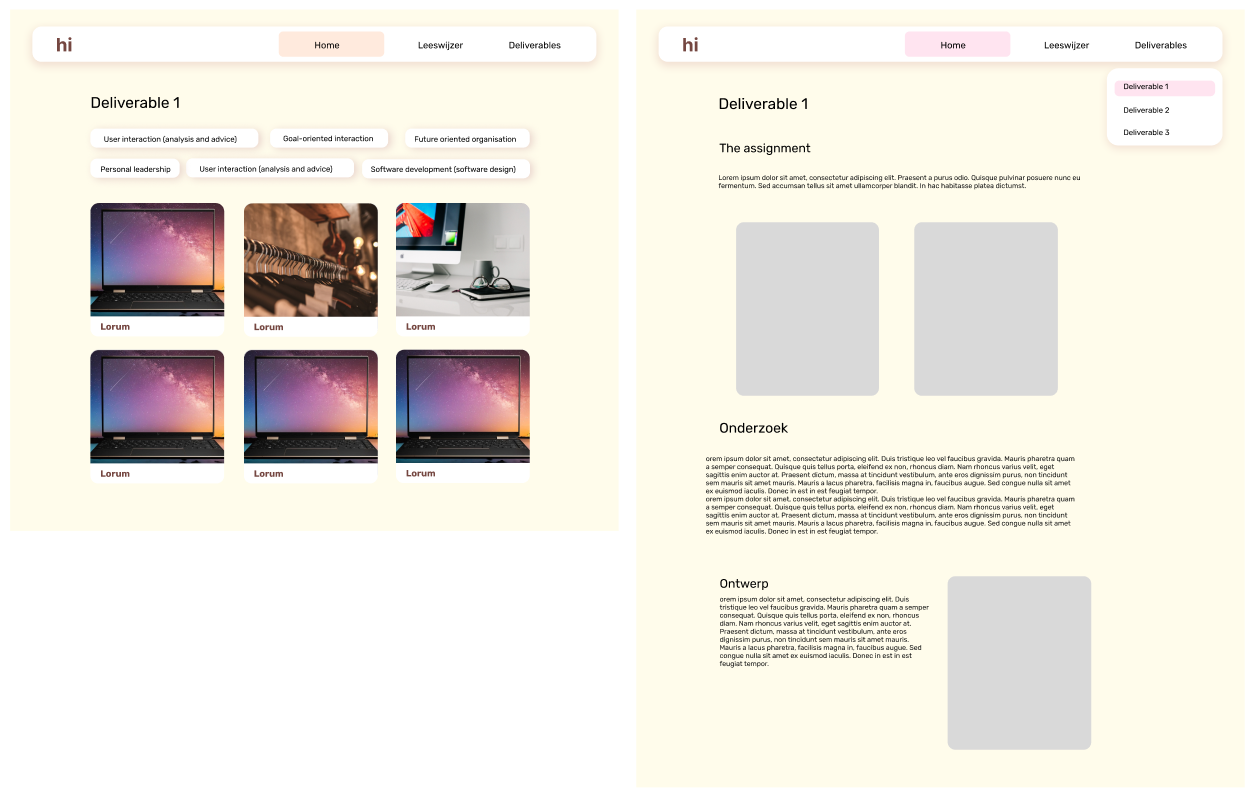 hi
Home
Leeswijzer
Deliverables
Deliverable 1
User interaction (analysis and advice)
Goal-oriented interaction
Future oriented organisation
Personal leadership
User interaction (analysis and advice)
Software development (software design)
Lorum
Lorum
Lorum
Lorum
Lorum
Lorum
hi
Home
Leeswijzer
Deliverables
Deliverable 1
Deliverable 2
Deliverable 3
Deliverable 1
The assignment
Lorem ipsum dolor sit amet, consectetur adipiscing elit. Praesent a purus odio. Quisque pulvinar posuere nunc eu
fermentum. Sed accumsan tellus sit amet ullamcorper blandit. In hac habitasse platea dictumst.
Onderzoek
orem ipsum dolor sit amet, consectetur adipiscing elit. Duis tristique leo vel faucibus gravida. Mauris pharetra quam
a semper consequat. Quisque quis tellus porta, eleifend ex non, rhoncus diam. Nam rhoncus varius velit, eget
sagittis enim auctor at. Praesent dictum, massa at tincidunt vestibulum, ante eros dignissim purus, non tincidunt
sem mauris sit amet mauris. Mauris a lacus pharetra, facilisis magna in, faucibus augue. Sed congue nulla sit amet
ex euismod iaculis. Donec in est in est feugiat tempor.
orem ipsum dolor sit amet, consectetur adipiscing elit. Duis tristique leo vel faucibus gravida. Mauris pharetra quam
a semper consequat. Quisque quis tellus porta, eleifend ex non, rhoncus diam. Nam rhoncus varius velit, eget
sagittis enim auctor at. Praesent dictum, massa at tincidunt vestibulum, ante eros dignissim purus, non tincidunt
sem mauris sit amet mauris. Mauris a lacus pharetra, facilisis magna in, faucibus augue. Sed congue nulla sit amet
ex euismod iaculis. Donec in est in est feugiat tempor.
Ontwerp
orem ipsum dolor sit amet, consectetur adipiscing elit. Duis
tristique leo vel faucibus gravida. Mauris pharetra quam a semper
consequat. Quisque quis tellus porta, eleifend ex non, rhoncus
diam. Nam rhoncus varius velit, eget sagittis enim auctor at.
Praesent dictum, massa at tincidunt vestibulum, ante eros
dignissim purus, non tincidunt sem mauris sit amet mauris.
Mauris a lacus pharetra, facilisis magna in, faucibus augue. Sed
congue nulla sit amet ex euismod iaculis. Donec in est in est
feugiat tempor.